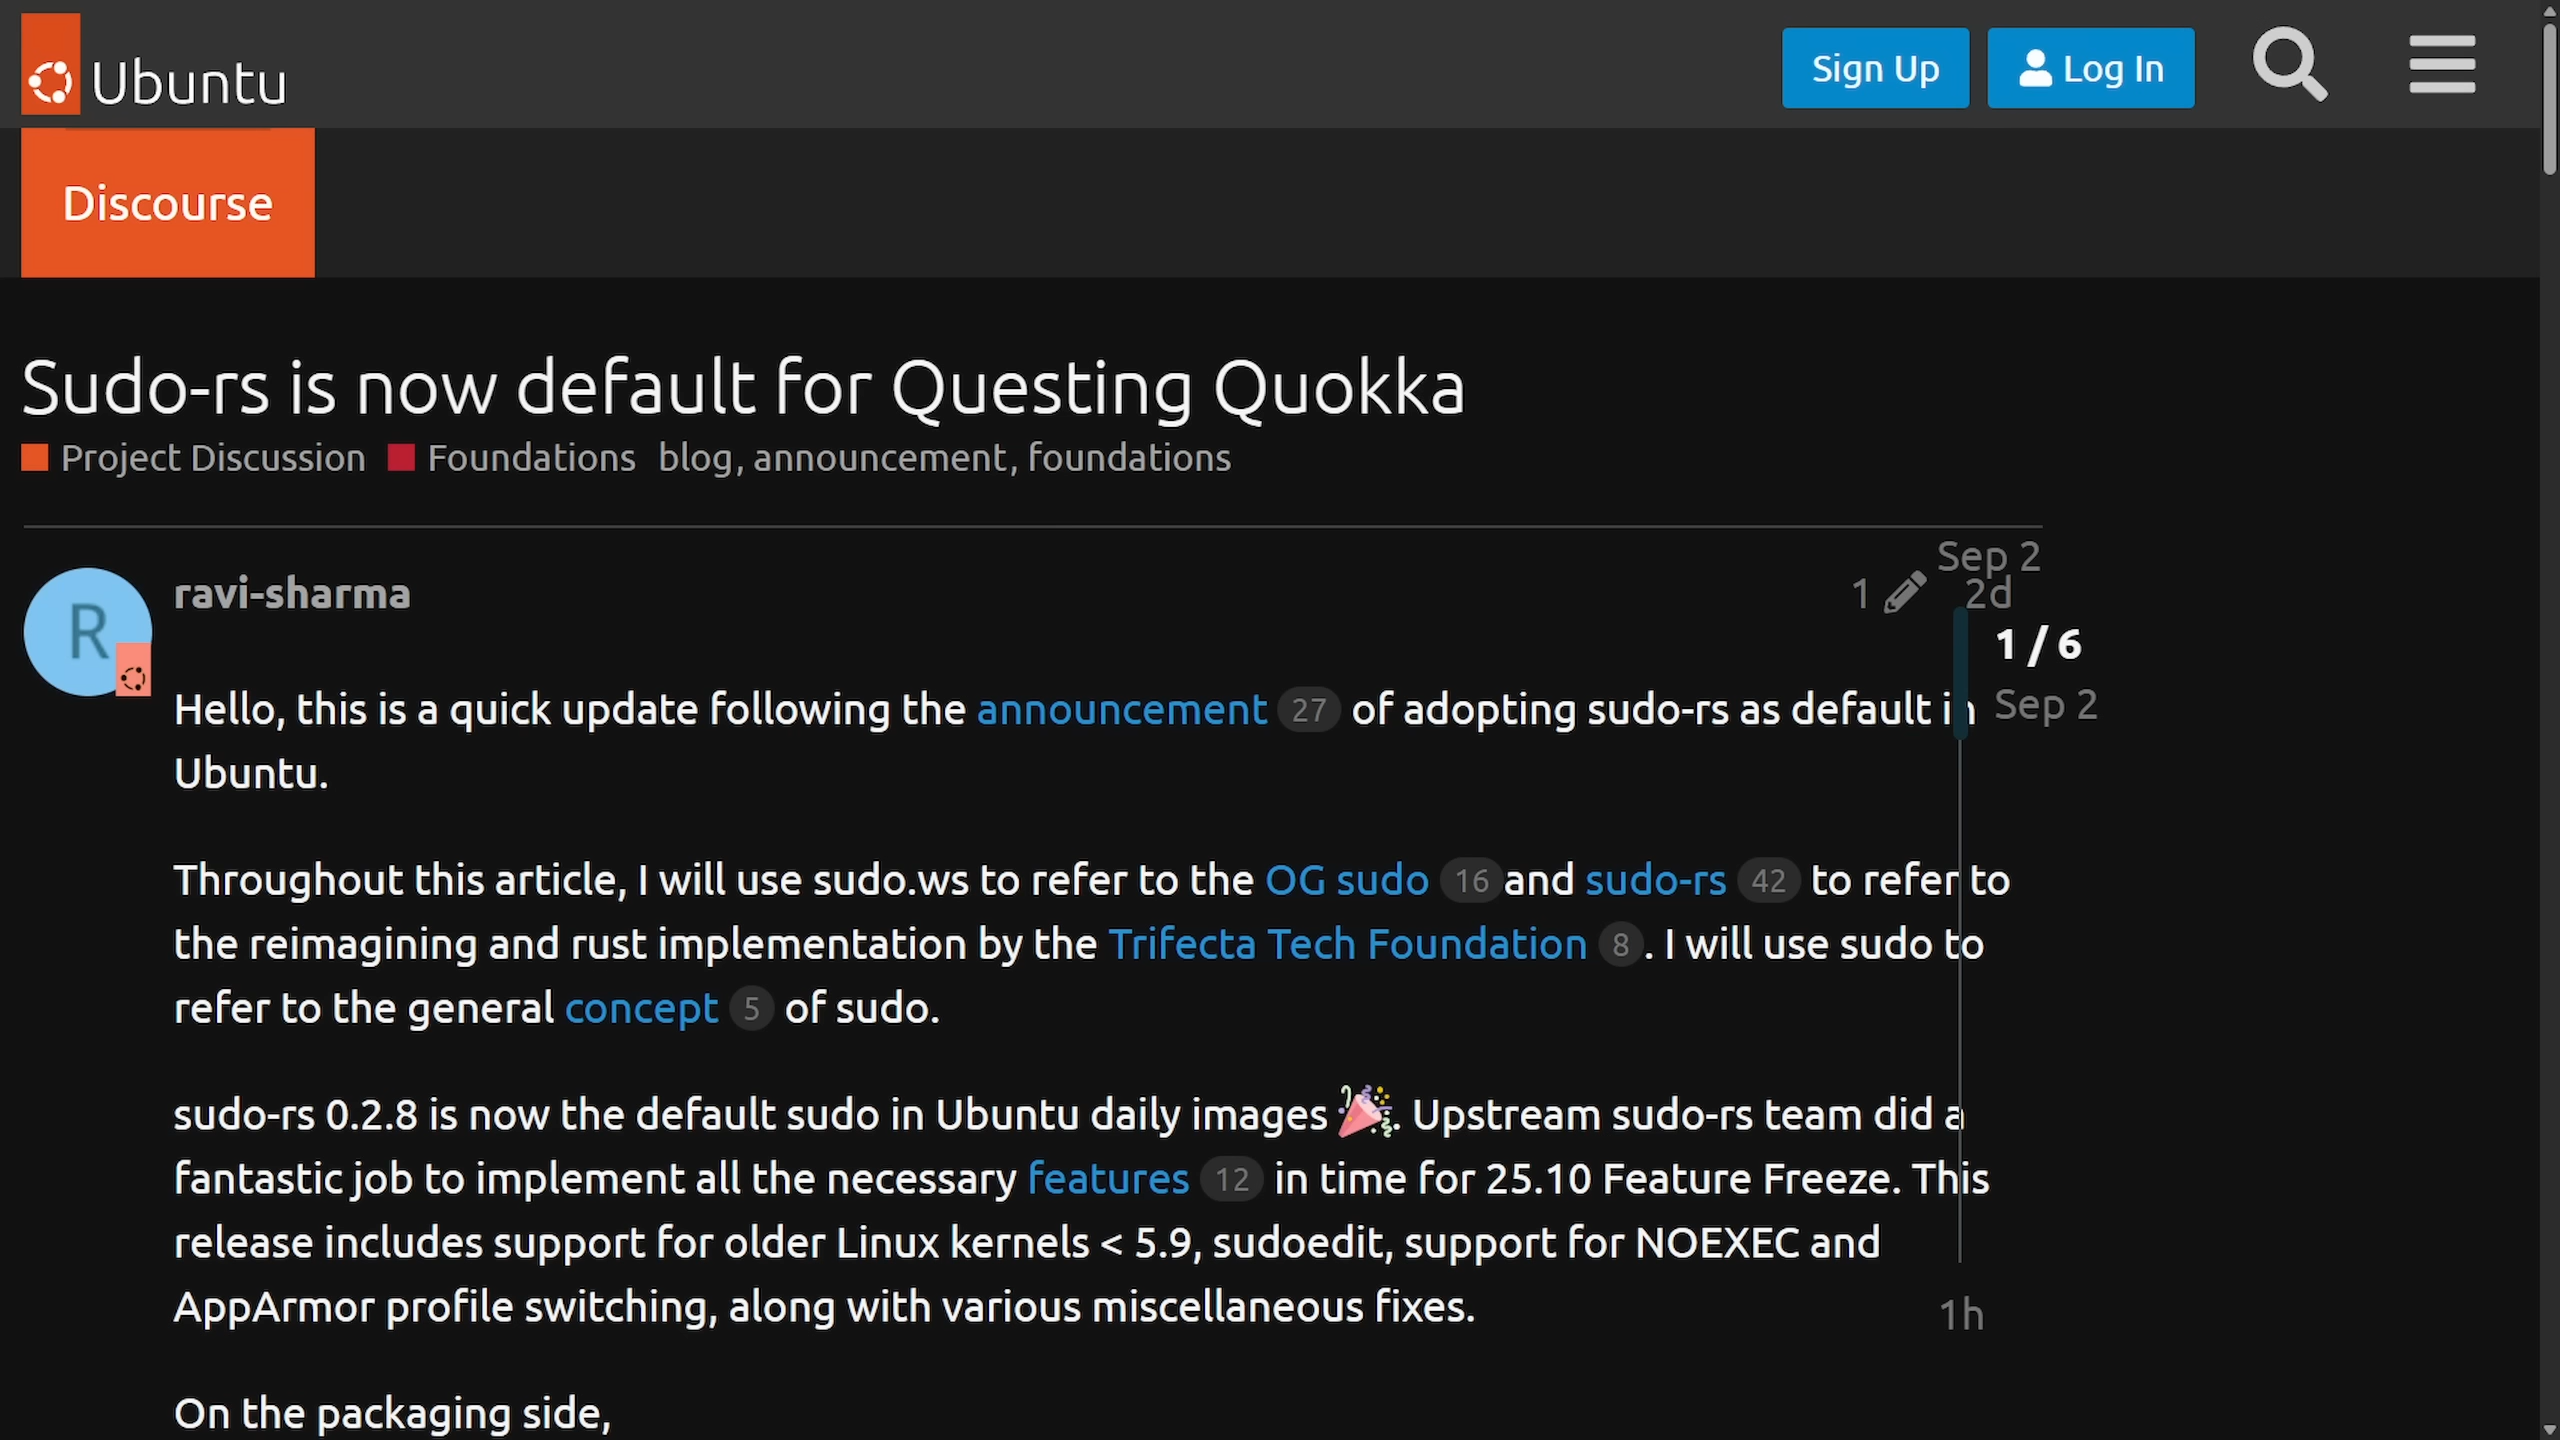 Ubuntu
Sign Up
Log In
Discourse
Sudo-rs is now default for Questing Quokka
Project Discussion Foundations blog, announcement, foundations
Sep 2
R
ravi-sharma
1
2d
1 / 6
Sep 2
Hello, this is a quick update following the announcement 27 of adopting sudo-rs as default in
Ubuntu.
Throughout this article, I will use sudo.ws to refer to the OG sudo 16 and sudo-rs 42 to refer to
the reimagining and rust implementation by the Trifecta Tech Foundation 8. I will use sudo to
refer to the general concept 5 of sudo.
sudo-rs 0.2.8 is now the default sudo in Ubuntu daily images 🎉. Upstream sudo-rs team did a
fantastic job to implement all the necessary features 12 in time for 25.10 Feature Freeze. This
release includes support for older Linux kernels < 5.9, sudoedit, support for NOEXEC and
AppArmor profile switching, along with various miscellaneous fixes.
1h
On the packaging side,